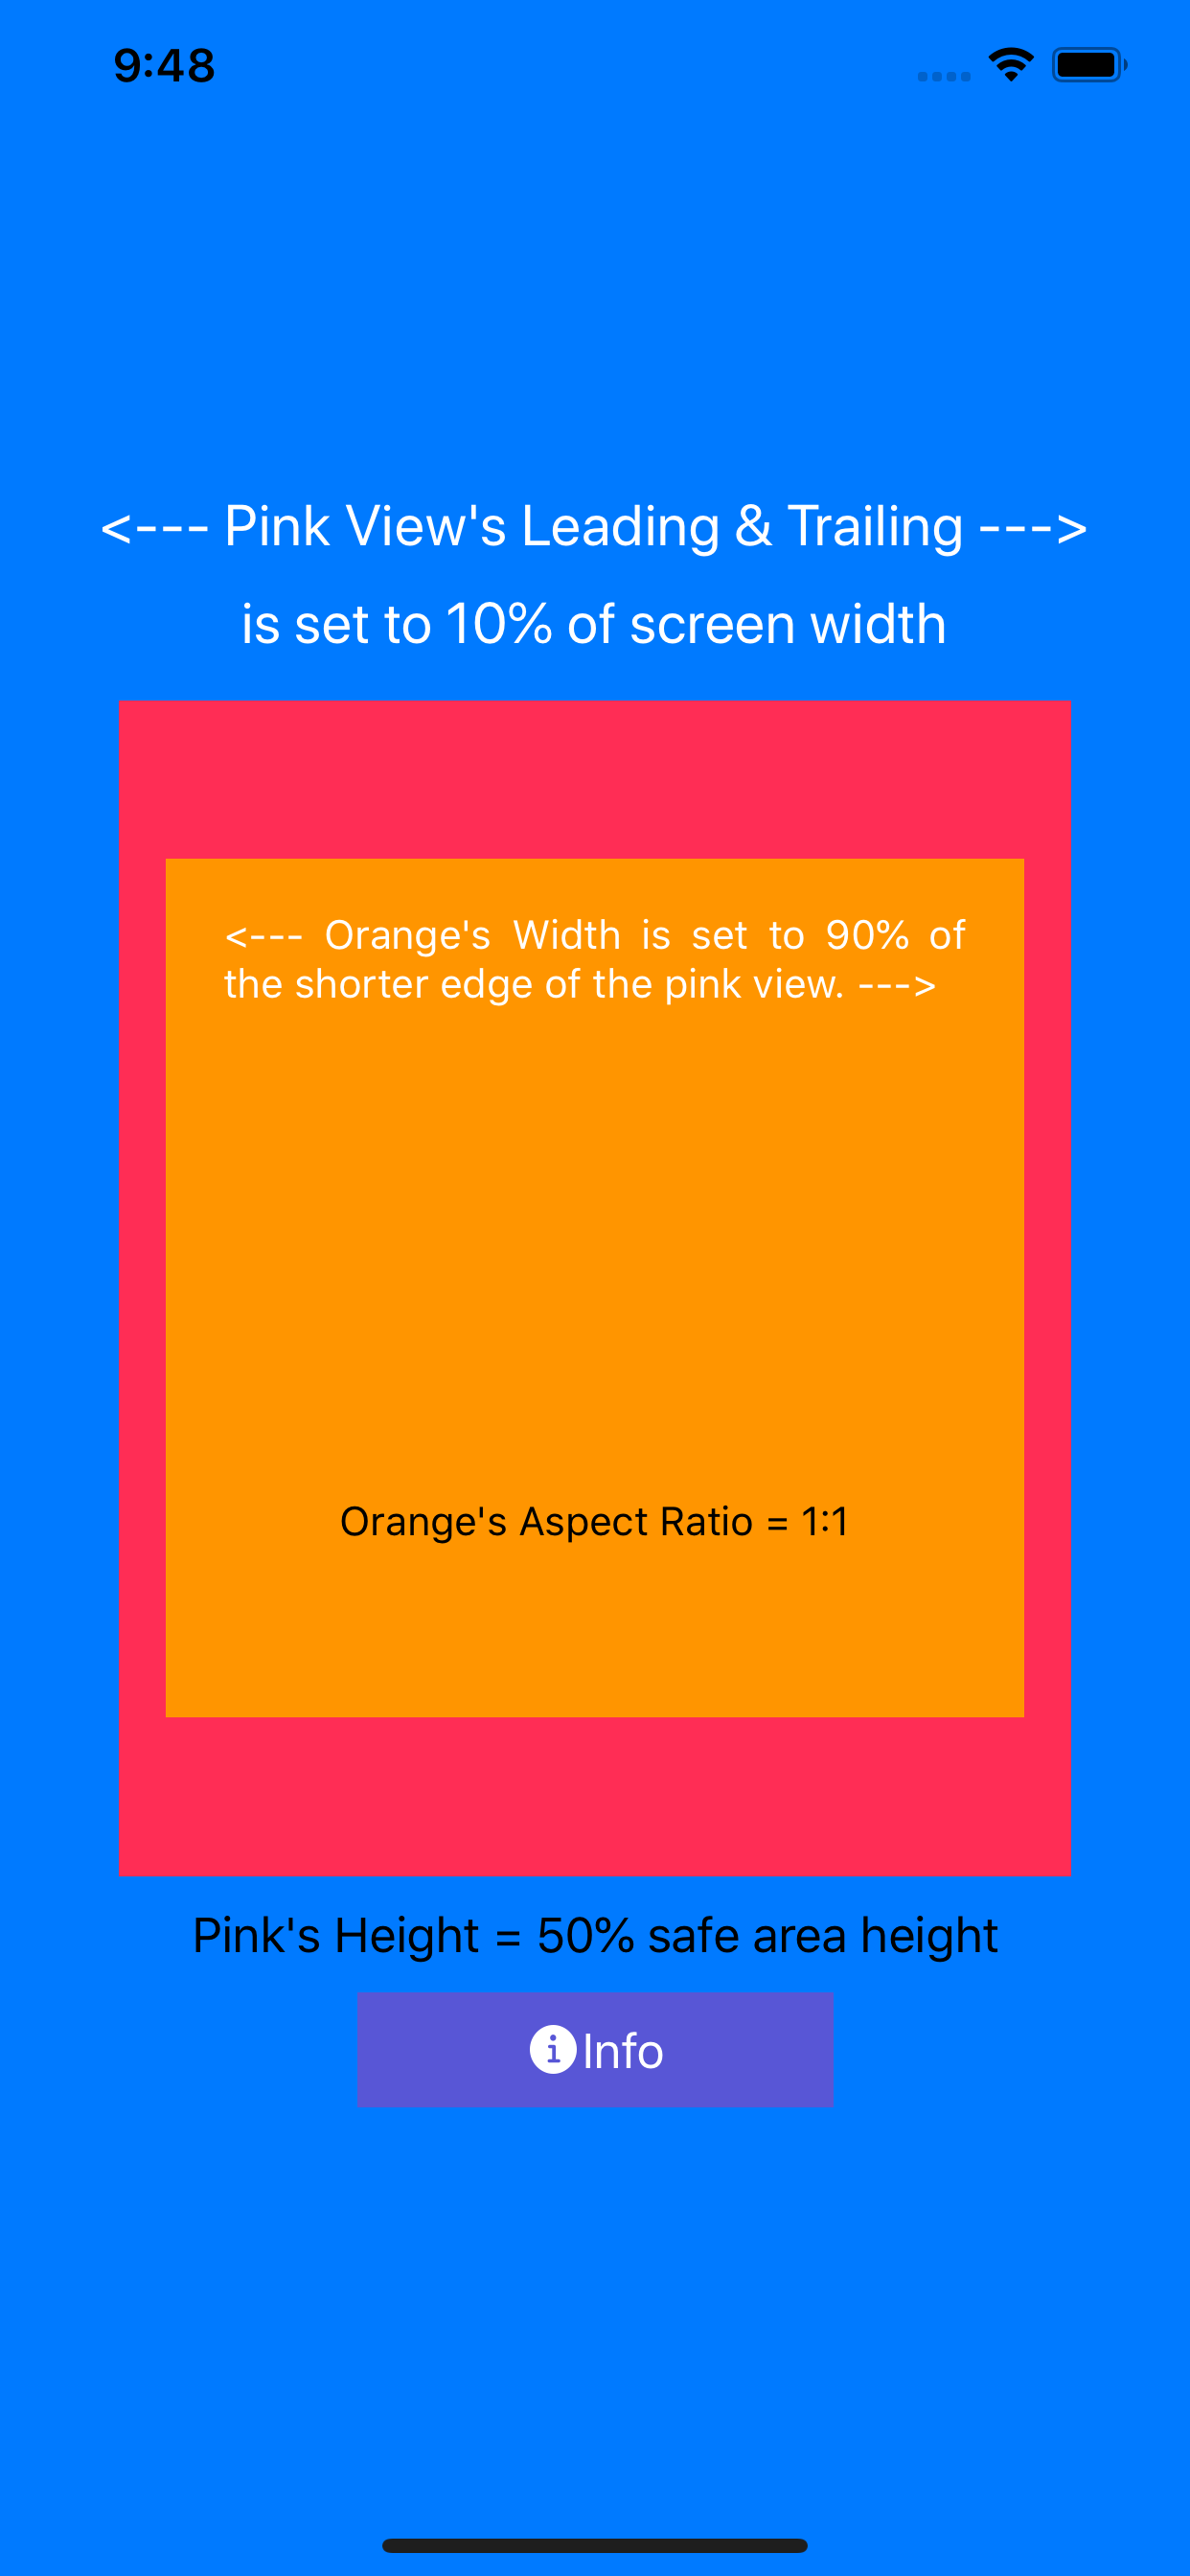 9:48
<--- Pink View's Leading & Trailing --->
is set to 10% of screen width
<--- Orange's Width is set to 90% of
the shorter edge of the pink view. --->
Orange's Aspect Ratio = 1:1
Pink's Height = 50% safe area height
Info